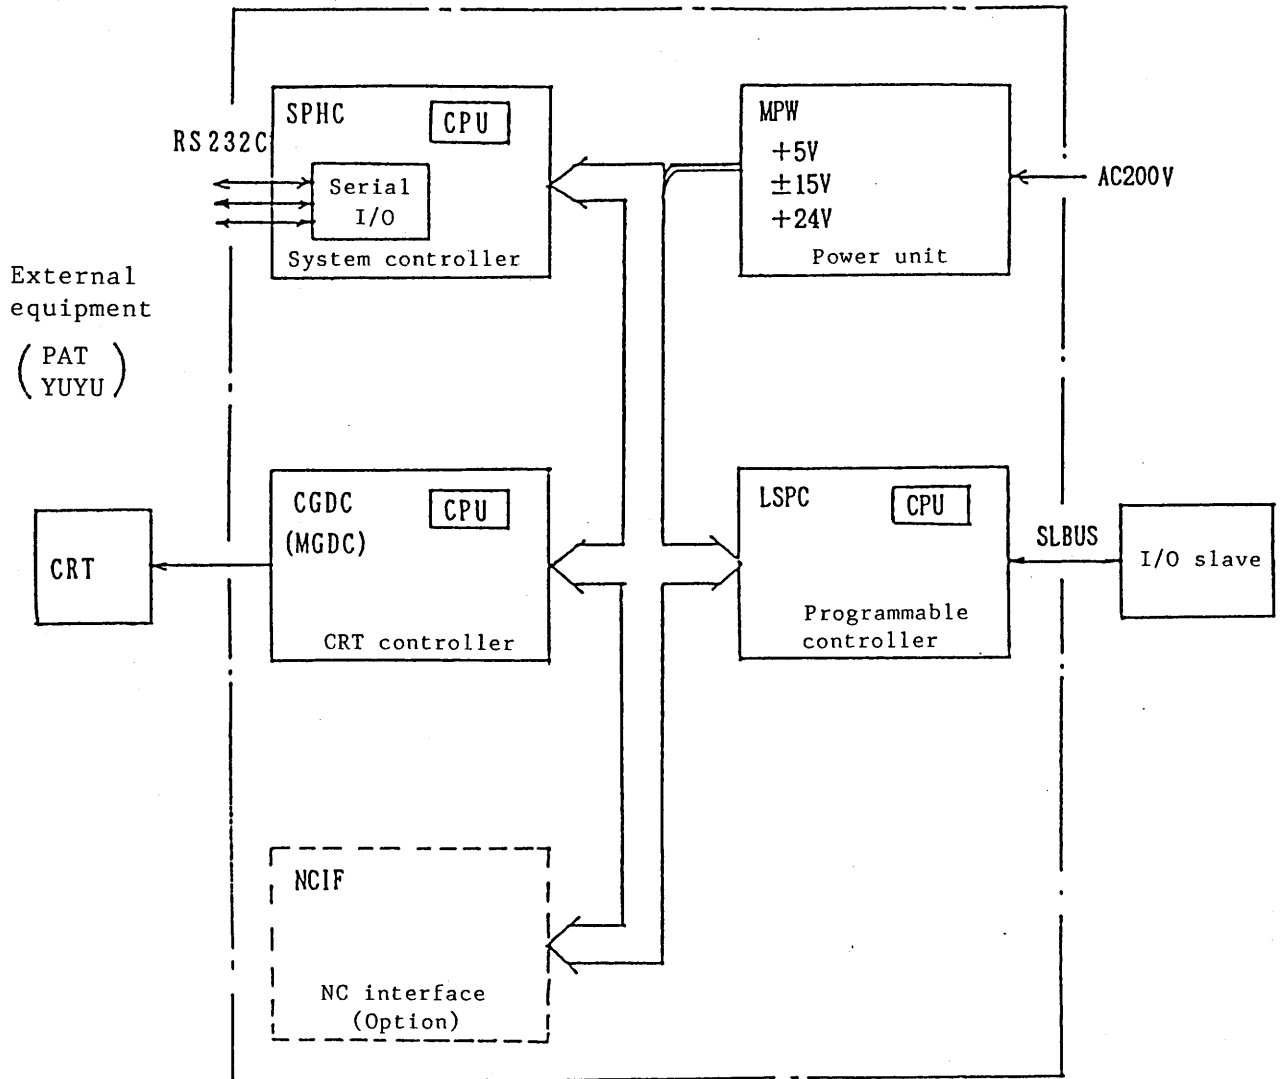 SPHC
CPU
RS232C
Serial
I/O
System controller
MPW
+5V
±15V
+24V
Power unit
AC200V
External
equipment
(PAT
YUYU)
CRT
CGDC
(MGDC)
CPU
CRT controller
LSPC
CPU
Programmable
controller
SLBUS
I/O slave
NCIF
NC interface
(Option)